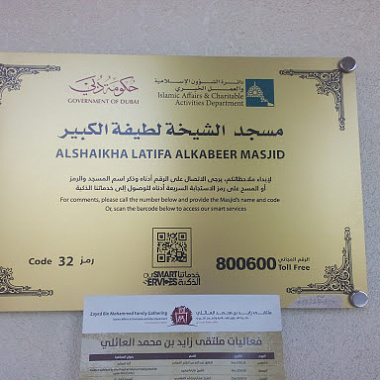 حكومة دبي
GOVERNMENT OF DUBAI
دائرة الشؤون الإسلامية
والعمل الخيري
Islamic Affairs & Charitable
Activities Department
مسجد الشيخة لطيفة الكبير
ALSHAIKHA LATIFA ALKABEER MASJID
لإبداء ملاحظاتكم، يرجى الاتصال على الرقم أدناه وذكر اسم المسجد والرمز
أو المسح على رمز الاستجابة السريعة أدناه للوصول إلى خدماتنا الذكية
For comments, please call the number below and provide the Masjid's name and code
Or, scan the barcode below to access our smart services
Code 32 رمز
خدماتنا الذكية
OUR SMART SERVICES
800600
الرقم المجاني
Toll Free
Zayed Bin Mohammed Family Gathering
ملتقى زايد بن محمد العائلي
فعاليات ملتقى زايد بن محمد العائلي